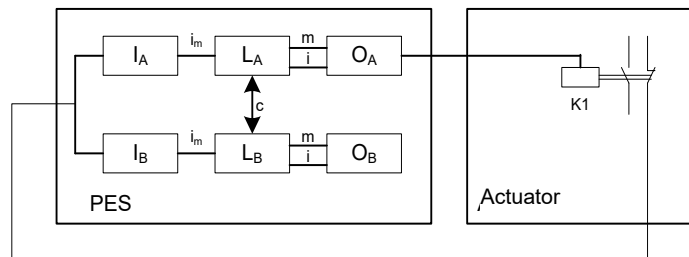 I_A i_m L_A m i O_A
K1
c
I_B i_m L_B m i O_B
PES
Actuator